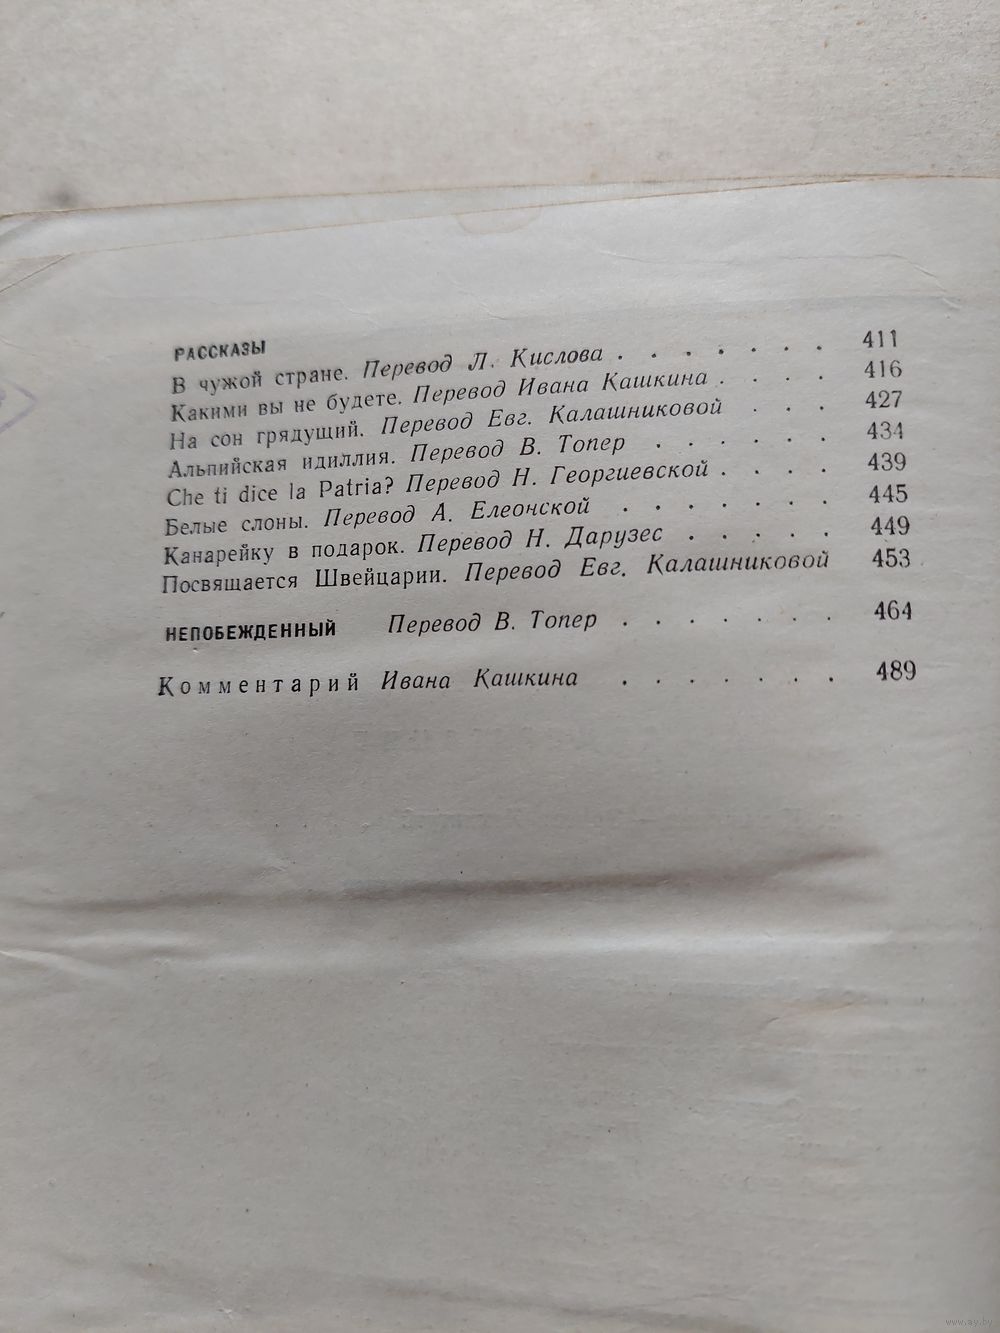 РАССКАЗЫ
В чужой стране. Перевод Л. Кислова . . . . . . . 411
Какими вы не будете. Перевод Ивана Кашкина . . . . 416
На сон грядущий. Перевод Евг. Калашниковой . . . 427
Альпийская идиллия. Перевод В. Топер . . . . . . 434
Che ti dice la Patria? Перевод Н. Георгиевской . . . . 439
Белые слоны. Перевод А. Елеонской . . . . . . . 445
Канарейку в подарок. Перевод Н. Дарузес . . . . . 449
Посвящается Швейцарии. Перевод Евг. Калашниковой 453
НЕПОБЕЖДЕННЫЙ Перевод В. Топер . . . . . . . 464
Комментарий Ивана Кашкина . . . . . . . 489
www.ay.by